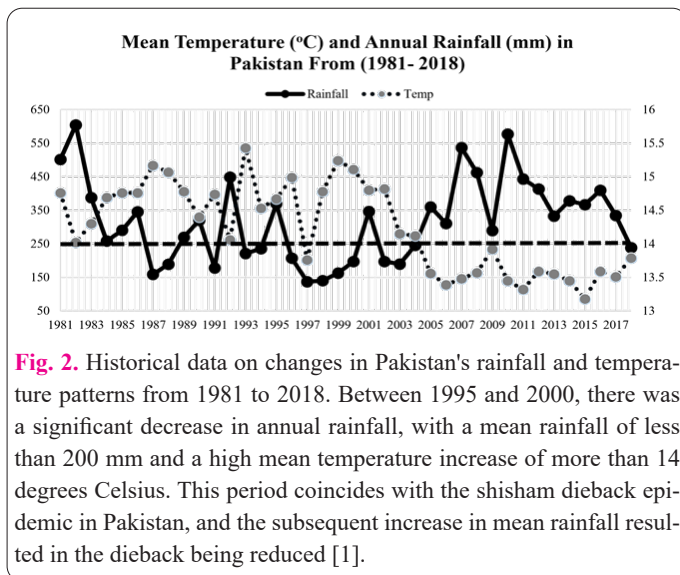 Mean Temperature (ºC) and Annual Rainfall (mm) in
Pakistan From (1981- 2018)
Rainfall Temp
650 16
550 15.5
450 15
350 14.5
250 14
150 13.5
50 13
1981 1983 1985 1987 1989 1991 1993 1995 1997 1999 2001 2003 2005 2007 2009 2011 2013 2015 2017
Fig. 2. Historical data on changes in Pakistan's rainfall and tempera-
ture patterns from 1981 to 2018. Between 1995 and 2000, there was
a significant decrease in annual rainfall, with a mean rainfall of less
than 200 mm and a high mean temperature increase of more than 14
degrees Celsius. This period coincides with the shisham dieback epi-
demic in Pakistan, and the subsequent increase in mean rainfall resul-
ted in the dieback being reduced [1].